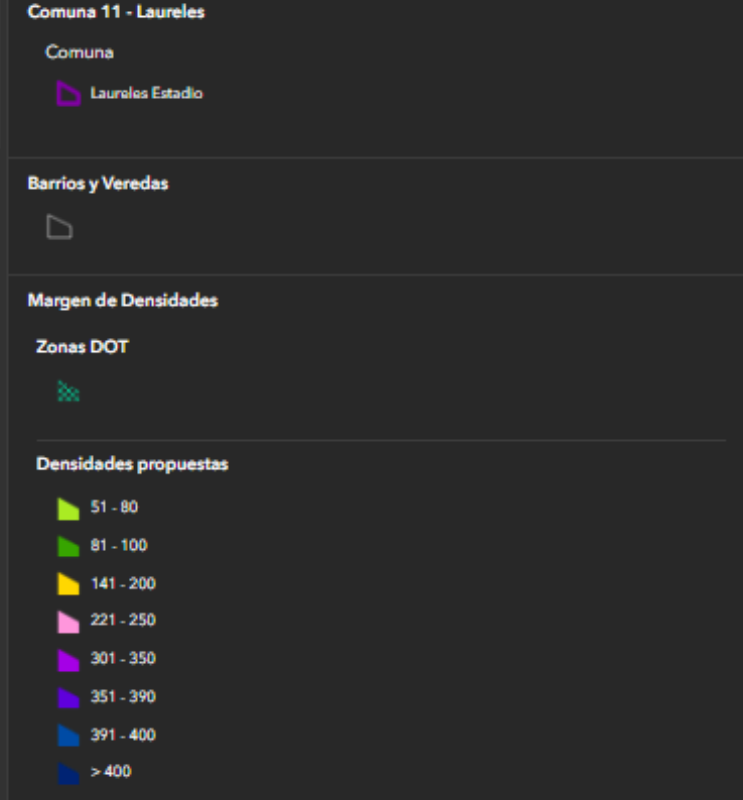 Comuna 11 - Laureles
Comuna
Laureles Estadio
Barrios y Veredas
Margen de Densidades
Zonas DOT
Densidades propuestas
51 - 80
81 - 100
141 - 200
221 - 250
301 - 350
351 - 390
391 - 400
> 400